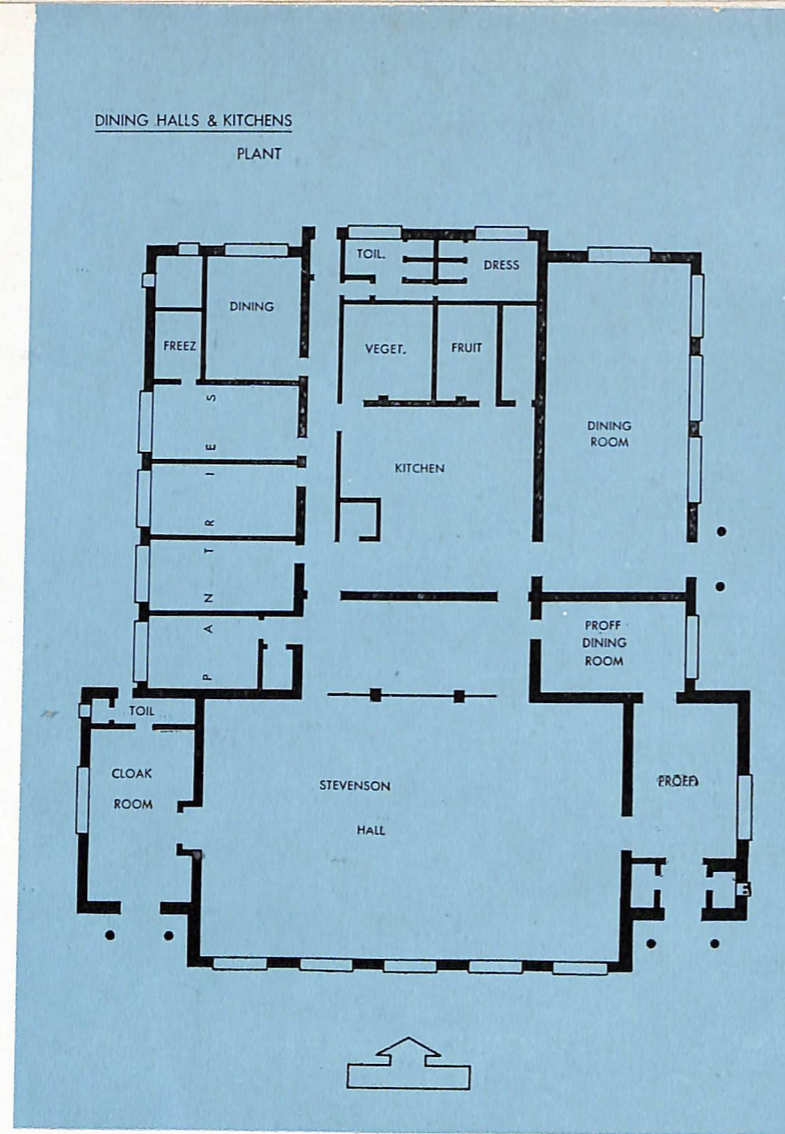 DINING HALLS & KITCHENS
PLANT
TOIL.
DRESS
DINING
FREEZ
VEGET.
FRUIT
DINING
ROOM
KITCHEN
PANTRIES
PROFF
DINING
ROOM
TOIL
CLOAK
ROOM
STEVENSON
HALL